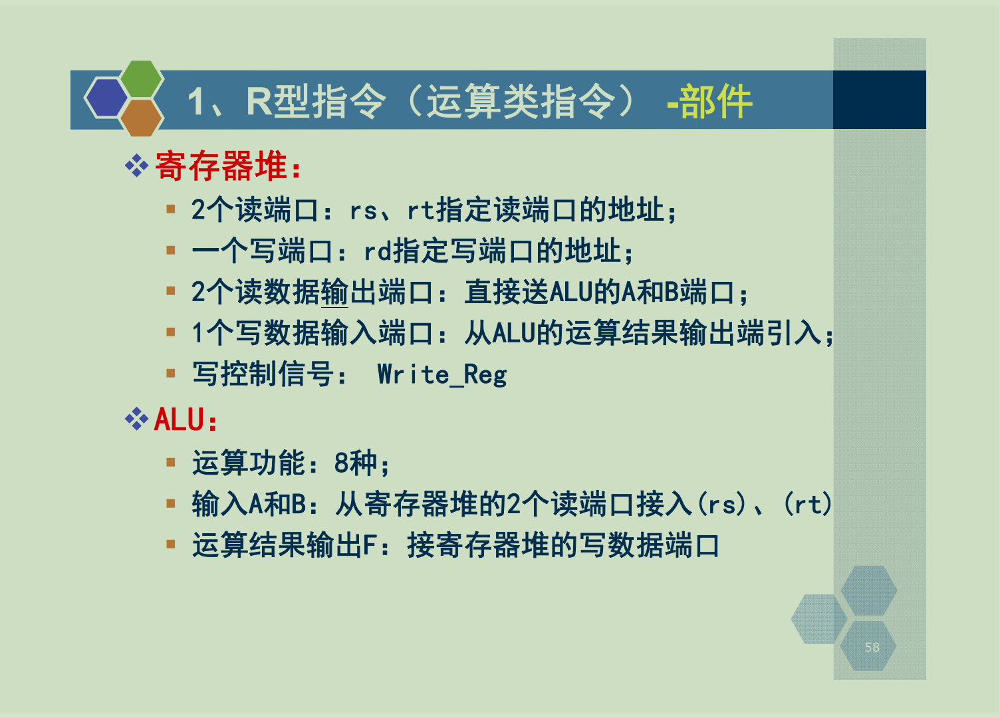 1、R型指令（运算类指令） -部件
寄存器堆：
2个读端口：rs、rt指定读端口的地址；
一个写端口：rd指定写端口的地址；
2个读数据输出端口：直接送ALU的A和B端口；
1个写数据输入端口：从ALU的运算结果输出端引入；
写控制信号： Write_Reg
ALU：
运算功能：8种；
输入A和B：从寄存器堆的2个读端口接入(rs)、(rt)
运算结果输出F：接寄存器堆的写数据端口
58